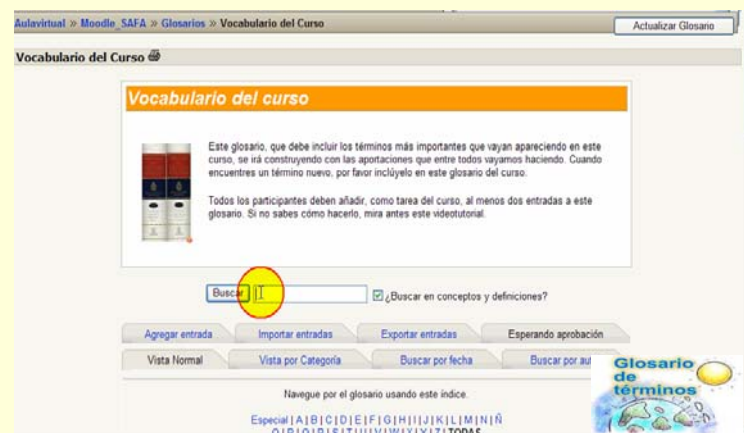 Aulavirtual » Moodle_SAFA » Glosarios » Vocabulario del Curso
Actualizar Glosario
Vocabulario del Curso
Vocabulario del curso
Este glosario, que debe incluir los términos más importantes que vayan apareciendo en este
curso, se irá construyendo con las aportaciones que entre todos vayamos haciendo. Cuando
encuentres un término nuevo, por favor inclúyelo en este glosario del curso.
Todos los participantes deben añadir, como tarea del curso, al menos dos entradas a este
glosario. Si no sabes cómo hacerlo, mira antes este videotutorial.
Buscar
¿Buscar en conceptos y definiciones?
Agregar entrada Importar entradas Exportar entradas Esperando aprobación
Vista Normal Vista por Categoría Buscar por fecha Buscar por aut
Glosario
de
términos
Navegue por el glosario usando este índice.
Especial | A | B | C | D | E | F | G | H | I | J | K | L | M | N | Ñ
O | P | Q | R | S | T | U | V | W | X | Y | Z | TODAS